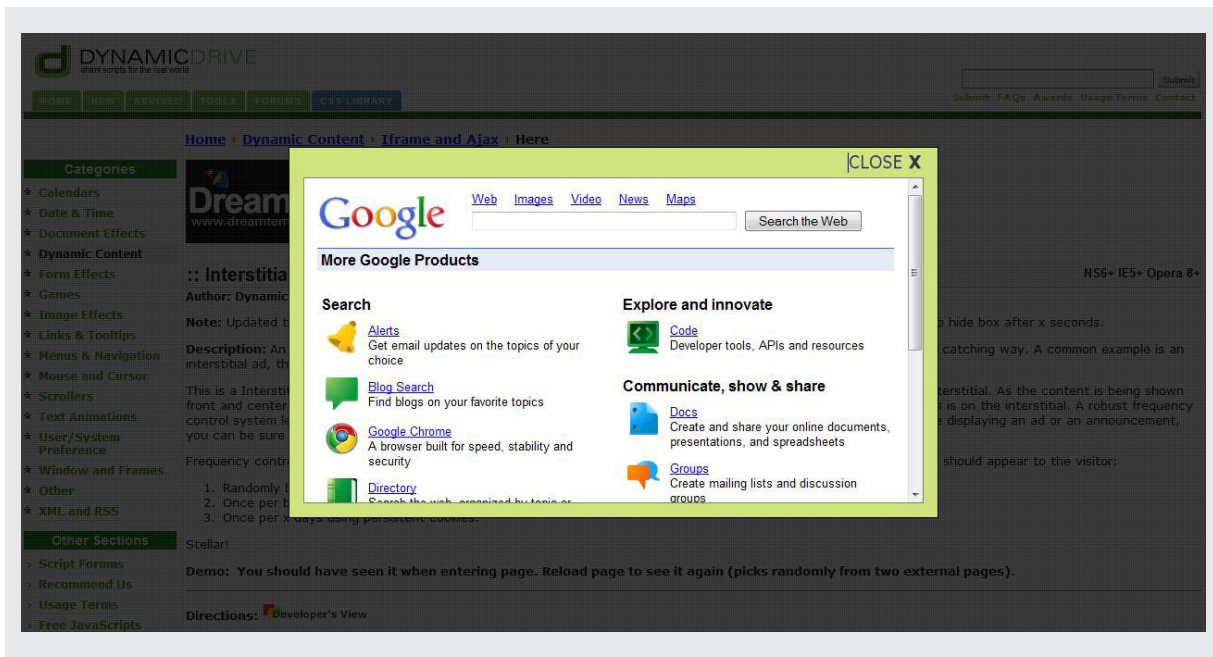 DYNAMICDRIVE
dhtml scripts for the real world
Submit
HOME NEW REVISED TOOLS FORUMS CSS LIBRARY
Submit FAQs Awards Usage Terms Contact
Home Dynamic Content Iframe and Ajax Here
Categories
Calendars
Date & Time
Document Effects
Dynamic Content
Form Effects
Games
Image Effects
Links & Tooltips
Menus & Navigation
Mouse and Cursor
Scrollers
Text Animations
User/System
Preference
Window and Frames
Other
XML and RSS
Other Sections
Script Forums
Recommend Us
Usage Terms
Free JavaScripts
Dream
www.dreamtem
:: Interstitia
NS6+ IE5+ Opera 8+
Author: Dynamic
Note: Updated
o hide box after x seconds.
Description: An
catching way. A common example is an
interstitial ad, th
This is a Intersti
erstitial. As the content is being shown
front and center
s is on the interstitial. A robust frequency
control system le
e displaying an ad or an announcement,
you can be sure
Frequency contr
should appear to the visitor:
1. Randomly
2. Once per b
3. Once per x days using persistent cookies.
Stellar!
Demo: You should have seen it when entering page. Reload page to see it again (picks randomly from two external pages).
Directions: Developer's View
CLOSE X
Google
Web Images Video News Maps
Search the Web
More Google Products
Search
Alerts
Get email updates on the topics of your
choice
Blog Search
Find blogs on your favorite topics
Google Chrome
A browser built for speed, stability and
security
Directory
Search the web, organized by topic or
Explore and innovate
Code
Developer tools, APIs and resources
Communicate, show & share
Docs
Create and share your online documents,
presentations, and spreadsheets
Groups
Create mailing lists and discussion
groups